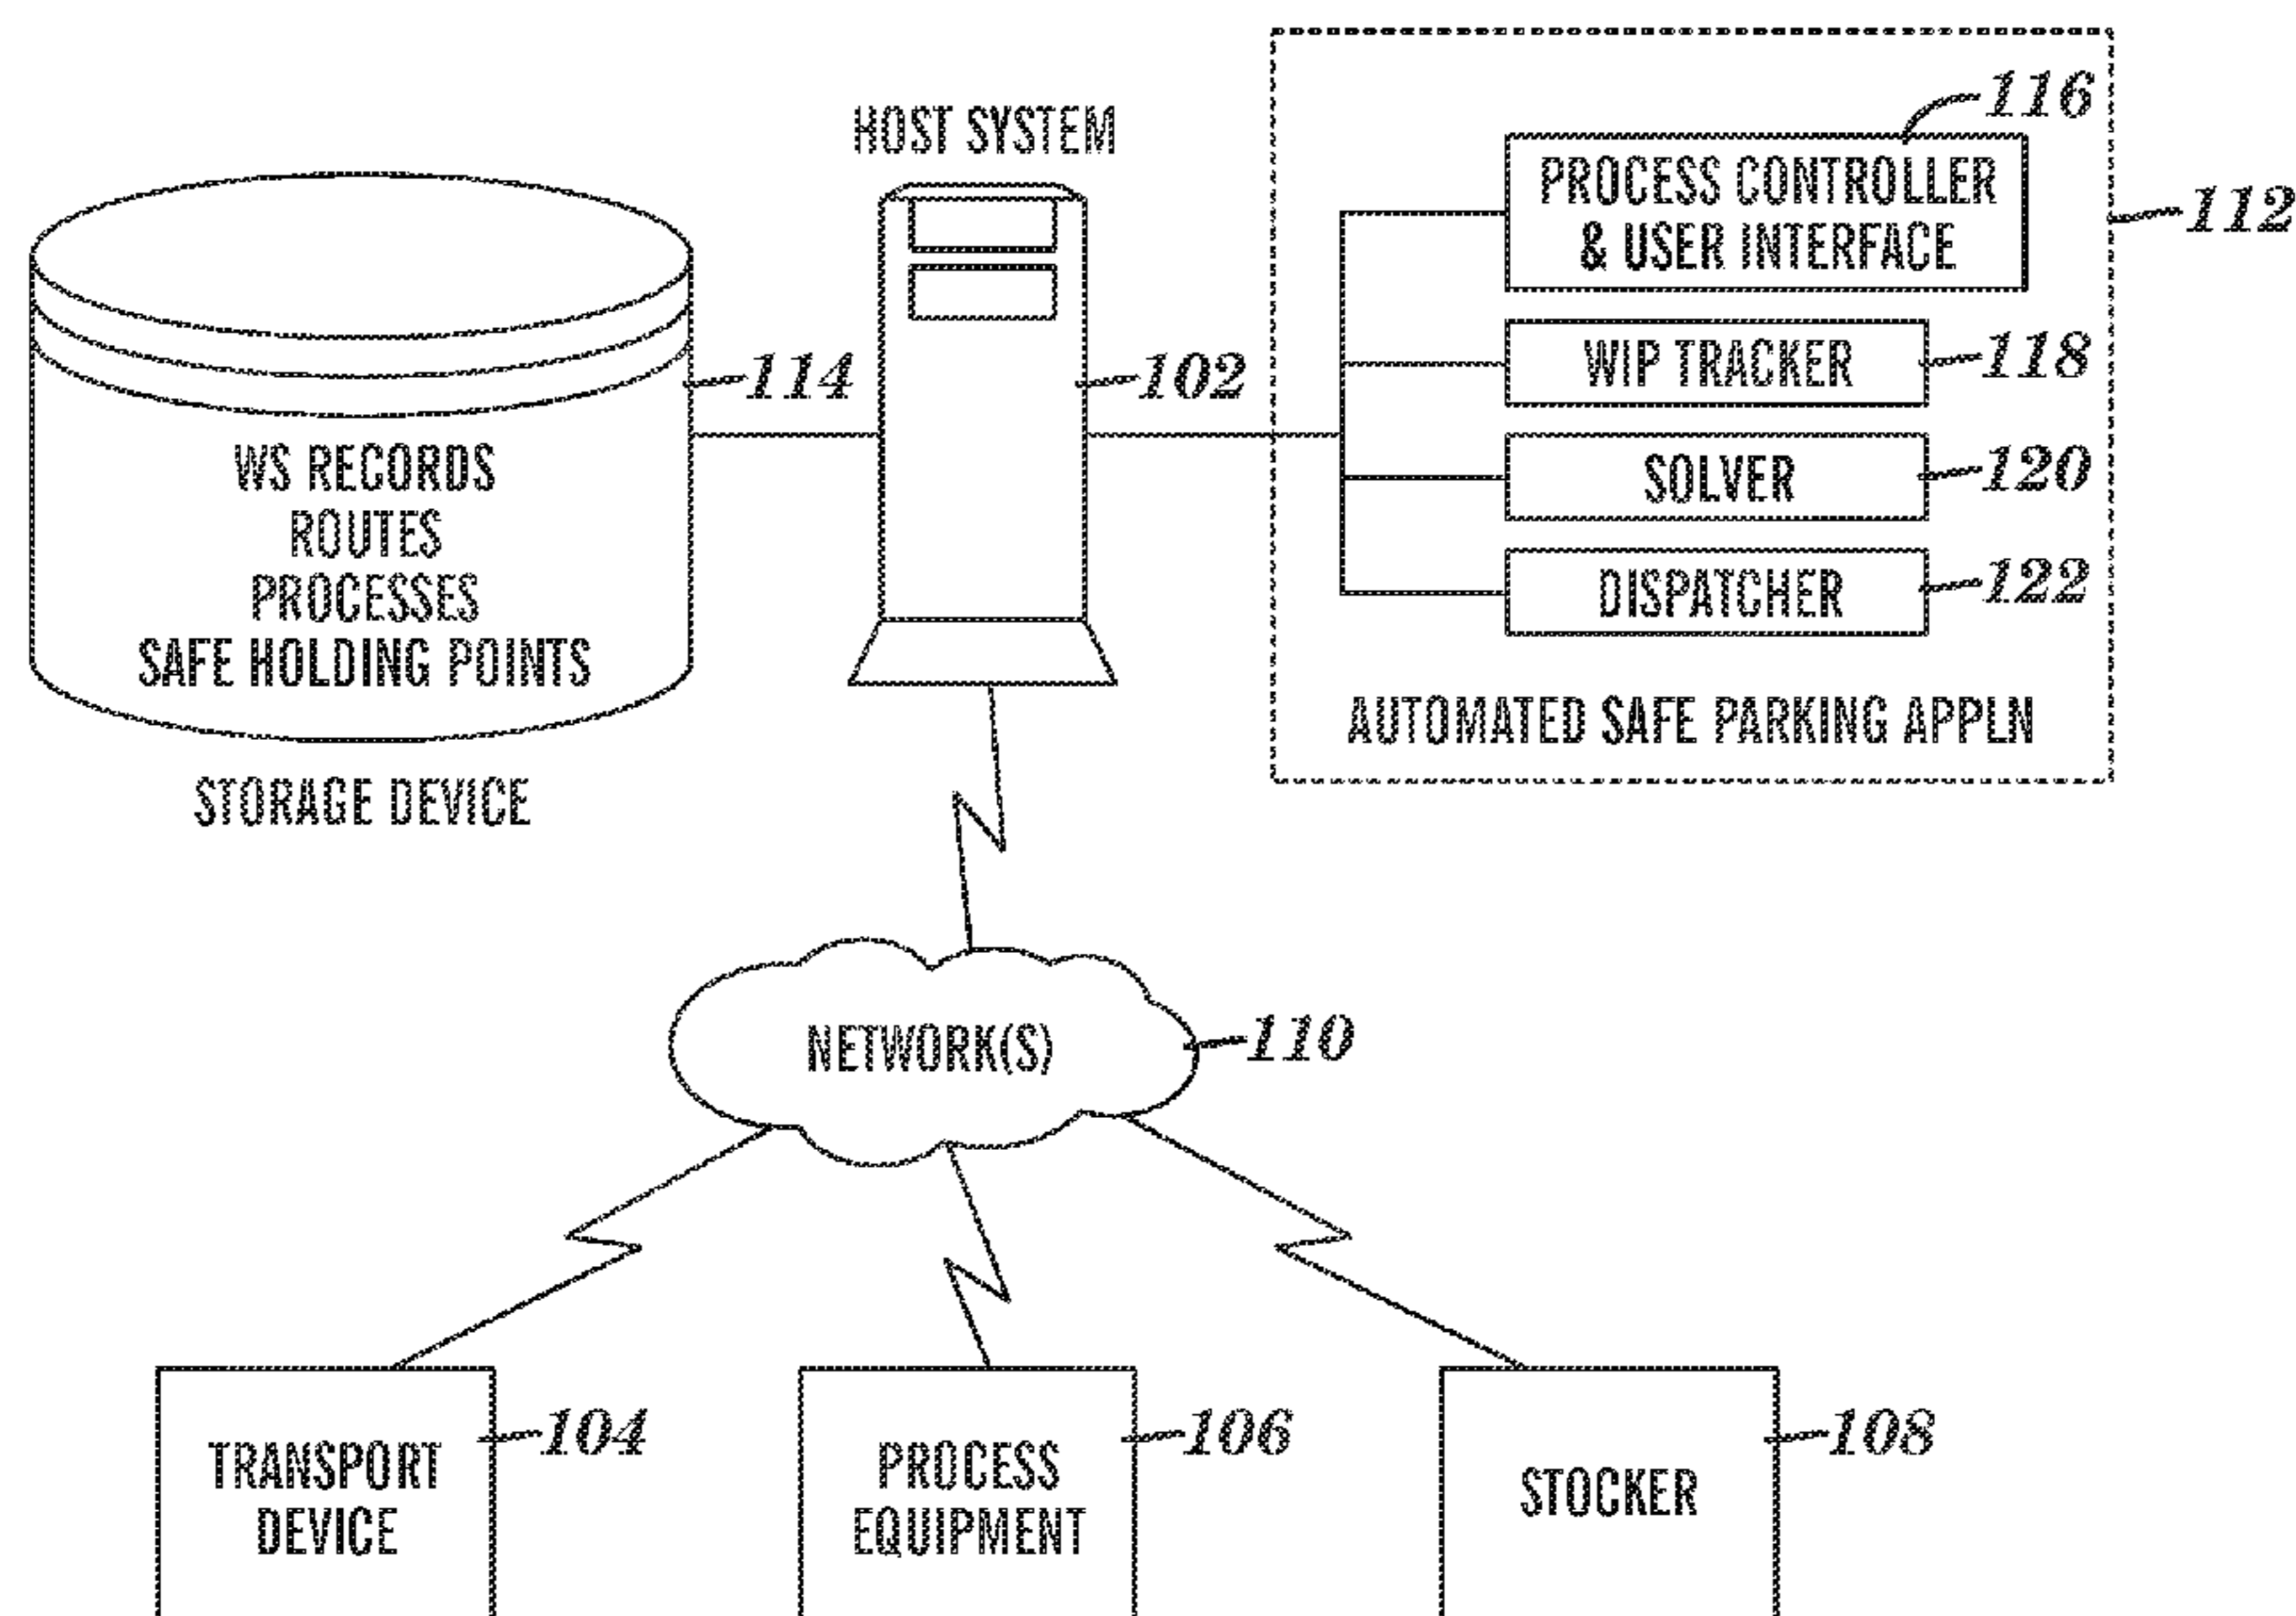 HOST SYSTEM
116
PROCESS CONTROLLER
& USER INTERFACE
112
WIP TRACKER
118
114
102
SOLVER
120
DISPATCHER
122
WS RECORDS
ROUTES
PROCESSES
SAFE HOLDING POINTS
AUTOMATED SAFE PARKING APPLN
STORAGE DEVICE
NETWORK(S)
110
TRANSPORT
DEVICE
104
PROCESS
EQUIPMENT
106
STOCKER
108